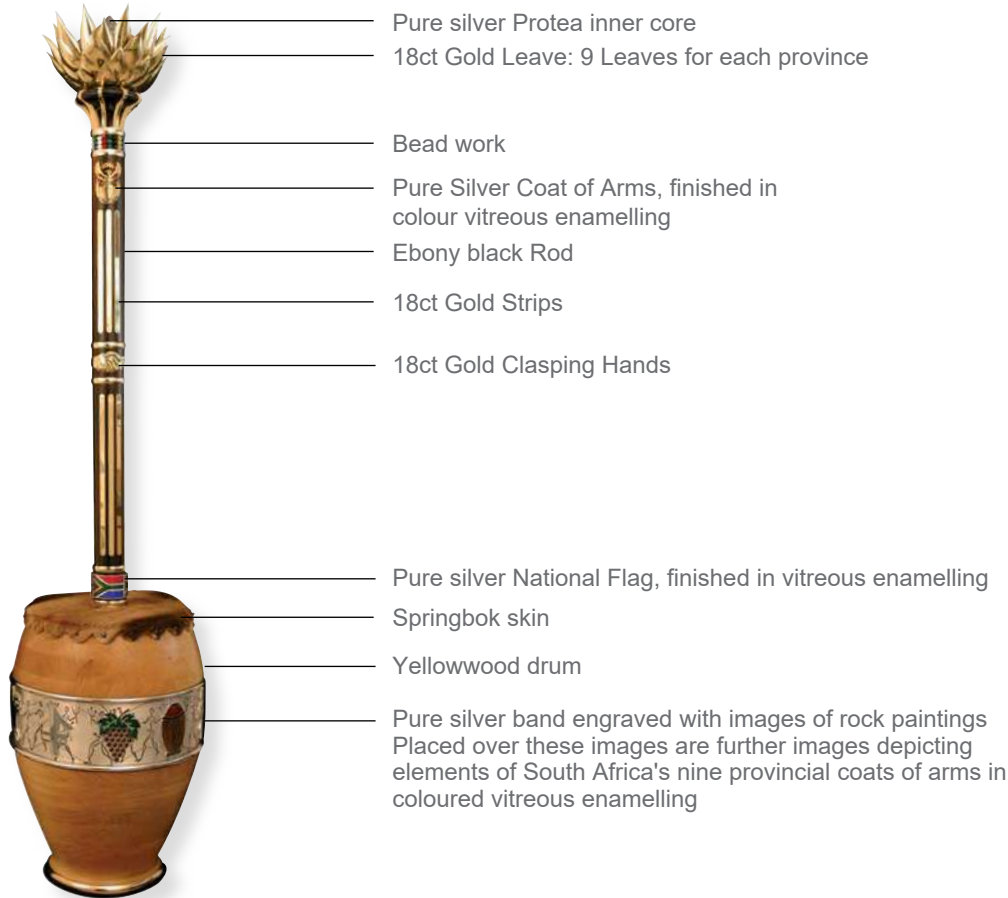 Pure silver Protea inner core
18ct Gold Leave: 9 Leaves for each province
Bead work
Pure Silver Coat of Arms, finished in
colour vitreous enamelling
Ebony black Rod
18ct Gold Strips
18ct Gold Clasping Hands
Pure silver National Flag, finished in vitreous enamelling
Springbok skin
Yellowwood drum
Pure silver band engraved with images of rock paintings
Placed over these images are further images depicting
elements of South Africa's nine provincial coats of arms in
coloured vitreous enamelling